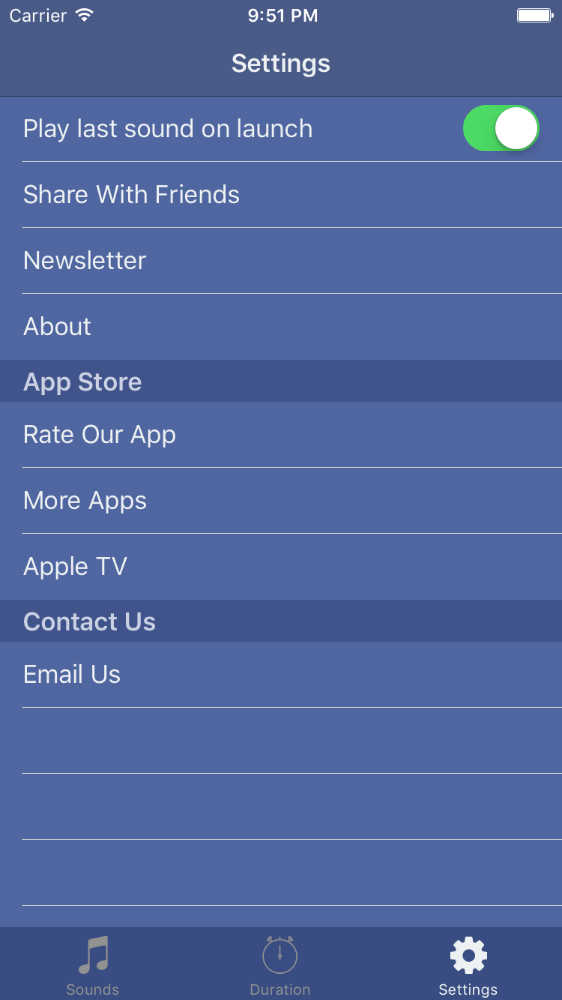 Carrier 9:51 PM
Settings
Play last sound on launch
Share With Friends
Newsletter
About
App Store
Rate Our App
More Apps
Apple TV
Contact Us
Email Us
Sounds Duration Settings